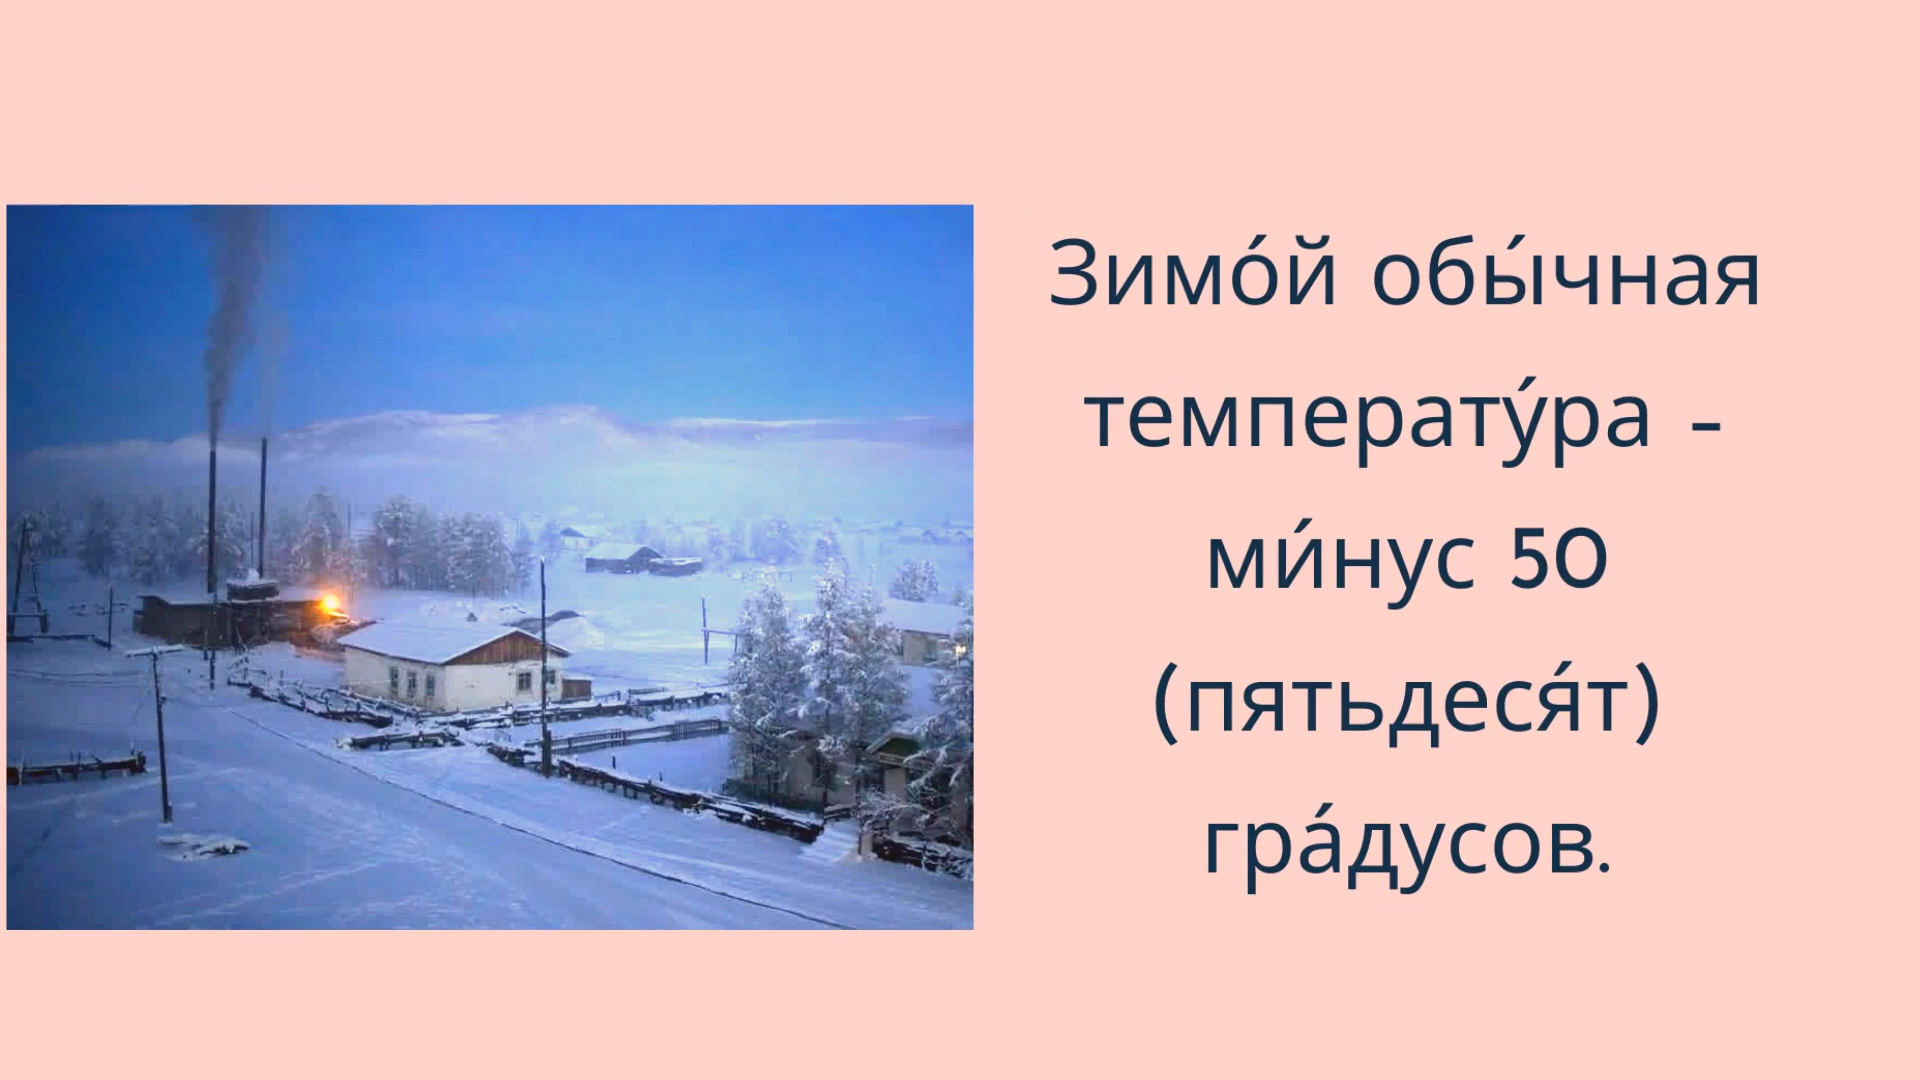 Зимо́й обы́чная
температу́ра -
ми́нус 50
(пятьдеся́т)
гра́дусов.